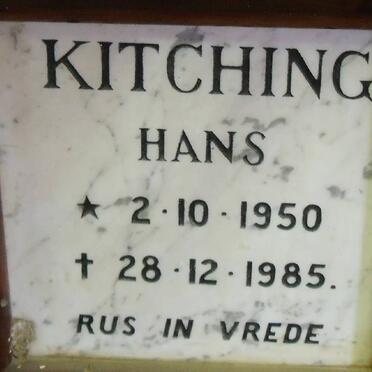 KITCHING
HANS
★ 2·10·1950
† 28·12·1985.
RUS IN VREDE